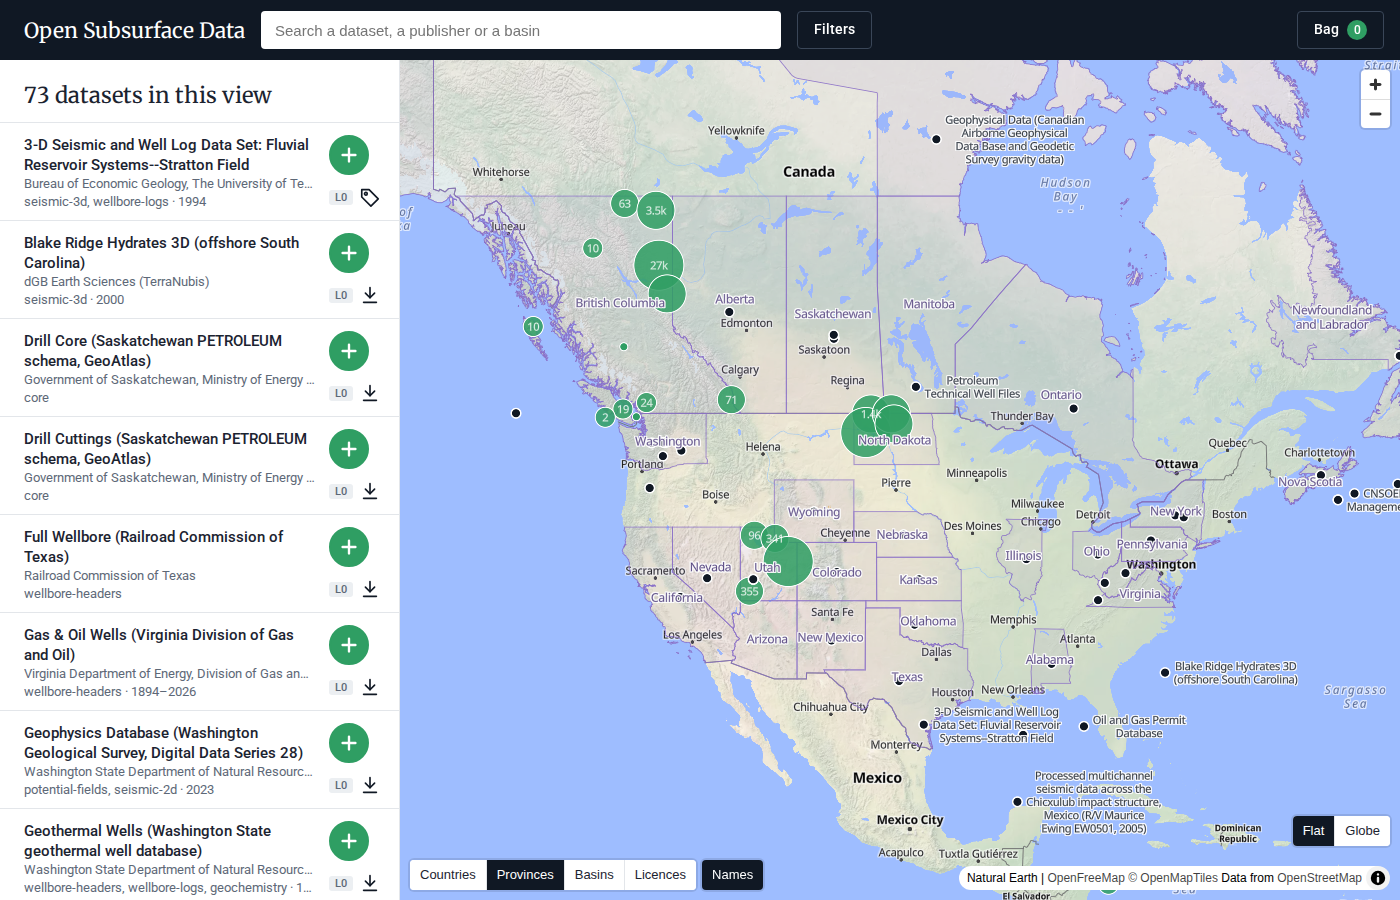 Open Subsurface Data
Search a dataset, a publisher or a basin
Filters
Bag 0
73 datasets in this view
3-D Seismic and Well Log Data Set: Fluvial
Reservoir Systems--Stratton Field
Bureau of Economic Geology, The University of Te...
seismic-3d, wellbore-logs · 1994
L0
Blake Ridge Hydrates 3D (offshore South
Carolina)
dGB Earth Sciences (TerraNubis)
seismic-3d · 2000
L0
Drill Core (Saskatchewan PETROLEUM
schema, GeoAtlas)
Government of Saskatchewan, Ministry of Energy ...
core
L0
Drill Cuttings (Saskatchewan PETROLEUM
schema, GeoAtlas)
Government of Saskatchewan, Ministry of Energy ...
core
L0
Full Wellbore (Railroad Commission of
Texas)
Railroad Commission of Texas
wellbore-headers
L0
Gas & Oil Wells (Virginia Division of Gas
and Oil)
Virginia Department of Energy, Division of Gas an...
wellbore-headers · 1894–2026
L0
Geophysics Database (Washington
Geological Survey, Digital Data Series 28)
Washington State Department of Natural Resourc...
potential-fields, seismic-2d · 2023
L0
Geothermal Wells (Washington State
geothermal well database)
Washington State Department of Natural Resourc...
wellbore-headers, wellbore-logs, geochemistry · 1...
L0
Yellowknife
Whitehorse
Canada
Geophysical Data (Canadian
Airborne Geophysical
Data Base and Geodetic
Survey gravity data)
Hudson
Bay
Juneau
63
3.5k
10
27k
10
British Columbia
Alberta
Edmonton
Saskatchewan
Saskatoon
Manitoba
Newfoundland
and Labrador
Calgary
Regina
71
24
19
2
1.4k
Petroleum
Technical Well Files
Ontario
Thunder Bay
North Dakota
Washington
Portland
Helena
Boise
Pierre
Minneapolis
Ottawa
Quebec
Charlottetown
Nova Scotia
CNSOE
Manageme
Wyoming
Cheyenne
Nebraska
Des Moines
Milwaukee
Chicago
Detroit
New York
Boston
96
341
355
Sacramento
Nevada
Utah
Colorado
Kansas
Illinois
Ohio
Pennsylvania
Washington
Virginia
California
Los Angeles
Arizona
Santa Fe
New Mexico
Oklahoma
Memphis
Atlanta
Alabama
Dallas
Texas
Houston
New Orleans
Blake Ridge Hydrates 3D
(offshore South Carolina)
Sargasso
Sea
Chihuahua City
3-D Seismic and Well Log
Data Set: Fluvial Reservoir
Systems--Stratton Field
Oil and Gas Permit
Database
Monterrey
Mexico
Processed multichannel
seismic data across the
Chicxulub impact structure,
Mexico (R/V Maurice
Ewing EW0501, 2005)
Mexico City
Acapulco
Tuxtla Gutiérrez
Dominican
Republic
El Salvador
Flat
Globe
Countries
Provinces
Basins
Licences
Names
Natural Earth | OpenFreeMap © OpenMapTiles Data from OpenStreetMap